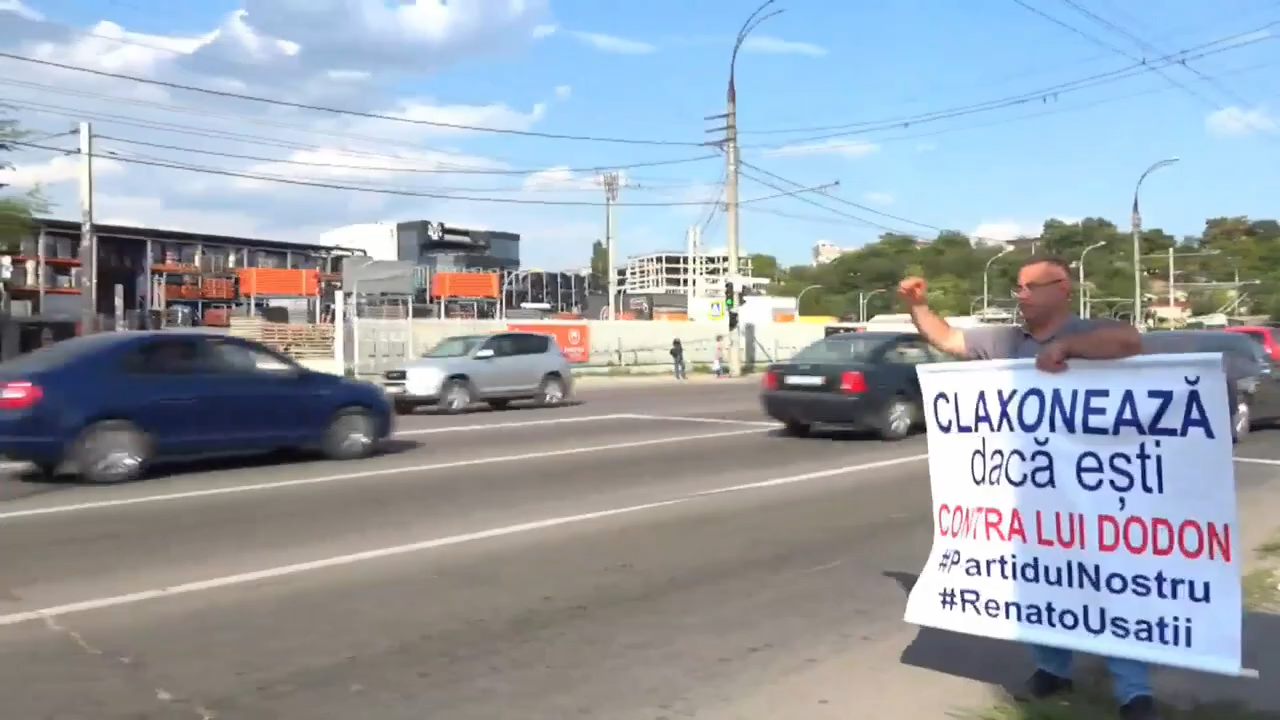 CLAXONEAZĂ
dacă ești
CONTRA LUI DODON
#PartidulNostru
#RenatoUsatii